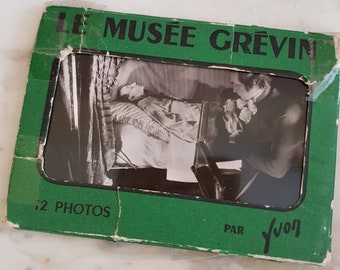 LE MUSÉE GRÉVIN
12 PHOTOS
PAR Yvon